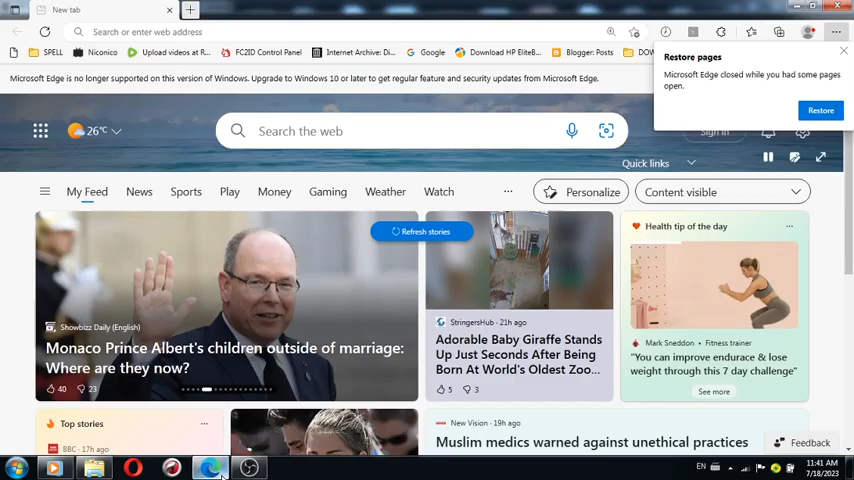 New tab
Search or enter web address
SPELL
Niconico
Upload videos at R...
FC2ID Control Panel
Internet Archive: Di...
Google
Download HP EliteB...
Blogger: Posts
DOW
Restore pages
Microsoft Edge closed while you had some pages
open.
Restore
Microsoft Edge is no longer supported on this version of Windows. Upgrade to Windows 10 or later to get regular feature and security updates from Microsoft Edge.
26°C
Search the web
Sign in
Quick links
My Feed
News
Sports
Play
Money
Gaming
Weather
Watch
Personalize
Content visible
Refresh stories
Showbizz Daily (English)
Monaco Prince Albert's children outside of marriage:
Where are they now?
40
23
StringersHub · 21h ago
Adorable Baby Giraffe Stands
Up Just Seconds After Being
Born At World's Oldest Zoo...
5
3
Health tip of the day
Mark Sneddon • Fitness trainer
"You can improve endurace & lose
weight through this 7 day challenge"
See more
Top stories
BBC · 17h ago
New Vision · 19h ago
Muslim medics warned against unethical practices
Feedback
EN
11:41 AM
7/18/2023